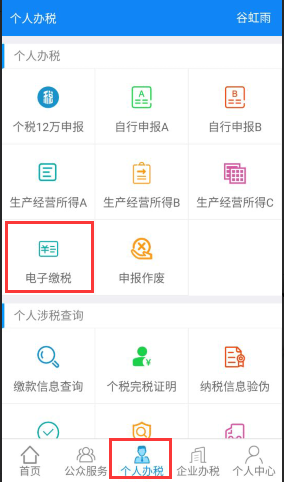 个人办税 谷虹雨
个人办税
个税12万申报 自行申报A 自行申报B
生产经营所得A 生产经营所得B 生产经营所得C
电子缴税 申报作废
个人涉税查询
缴款信息查询 个税完税证明 纳税信息验伪
首页 公众服务 个人办税 企业办税 个人中心